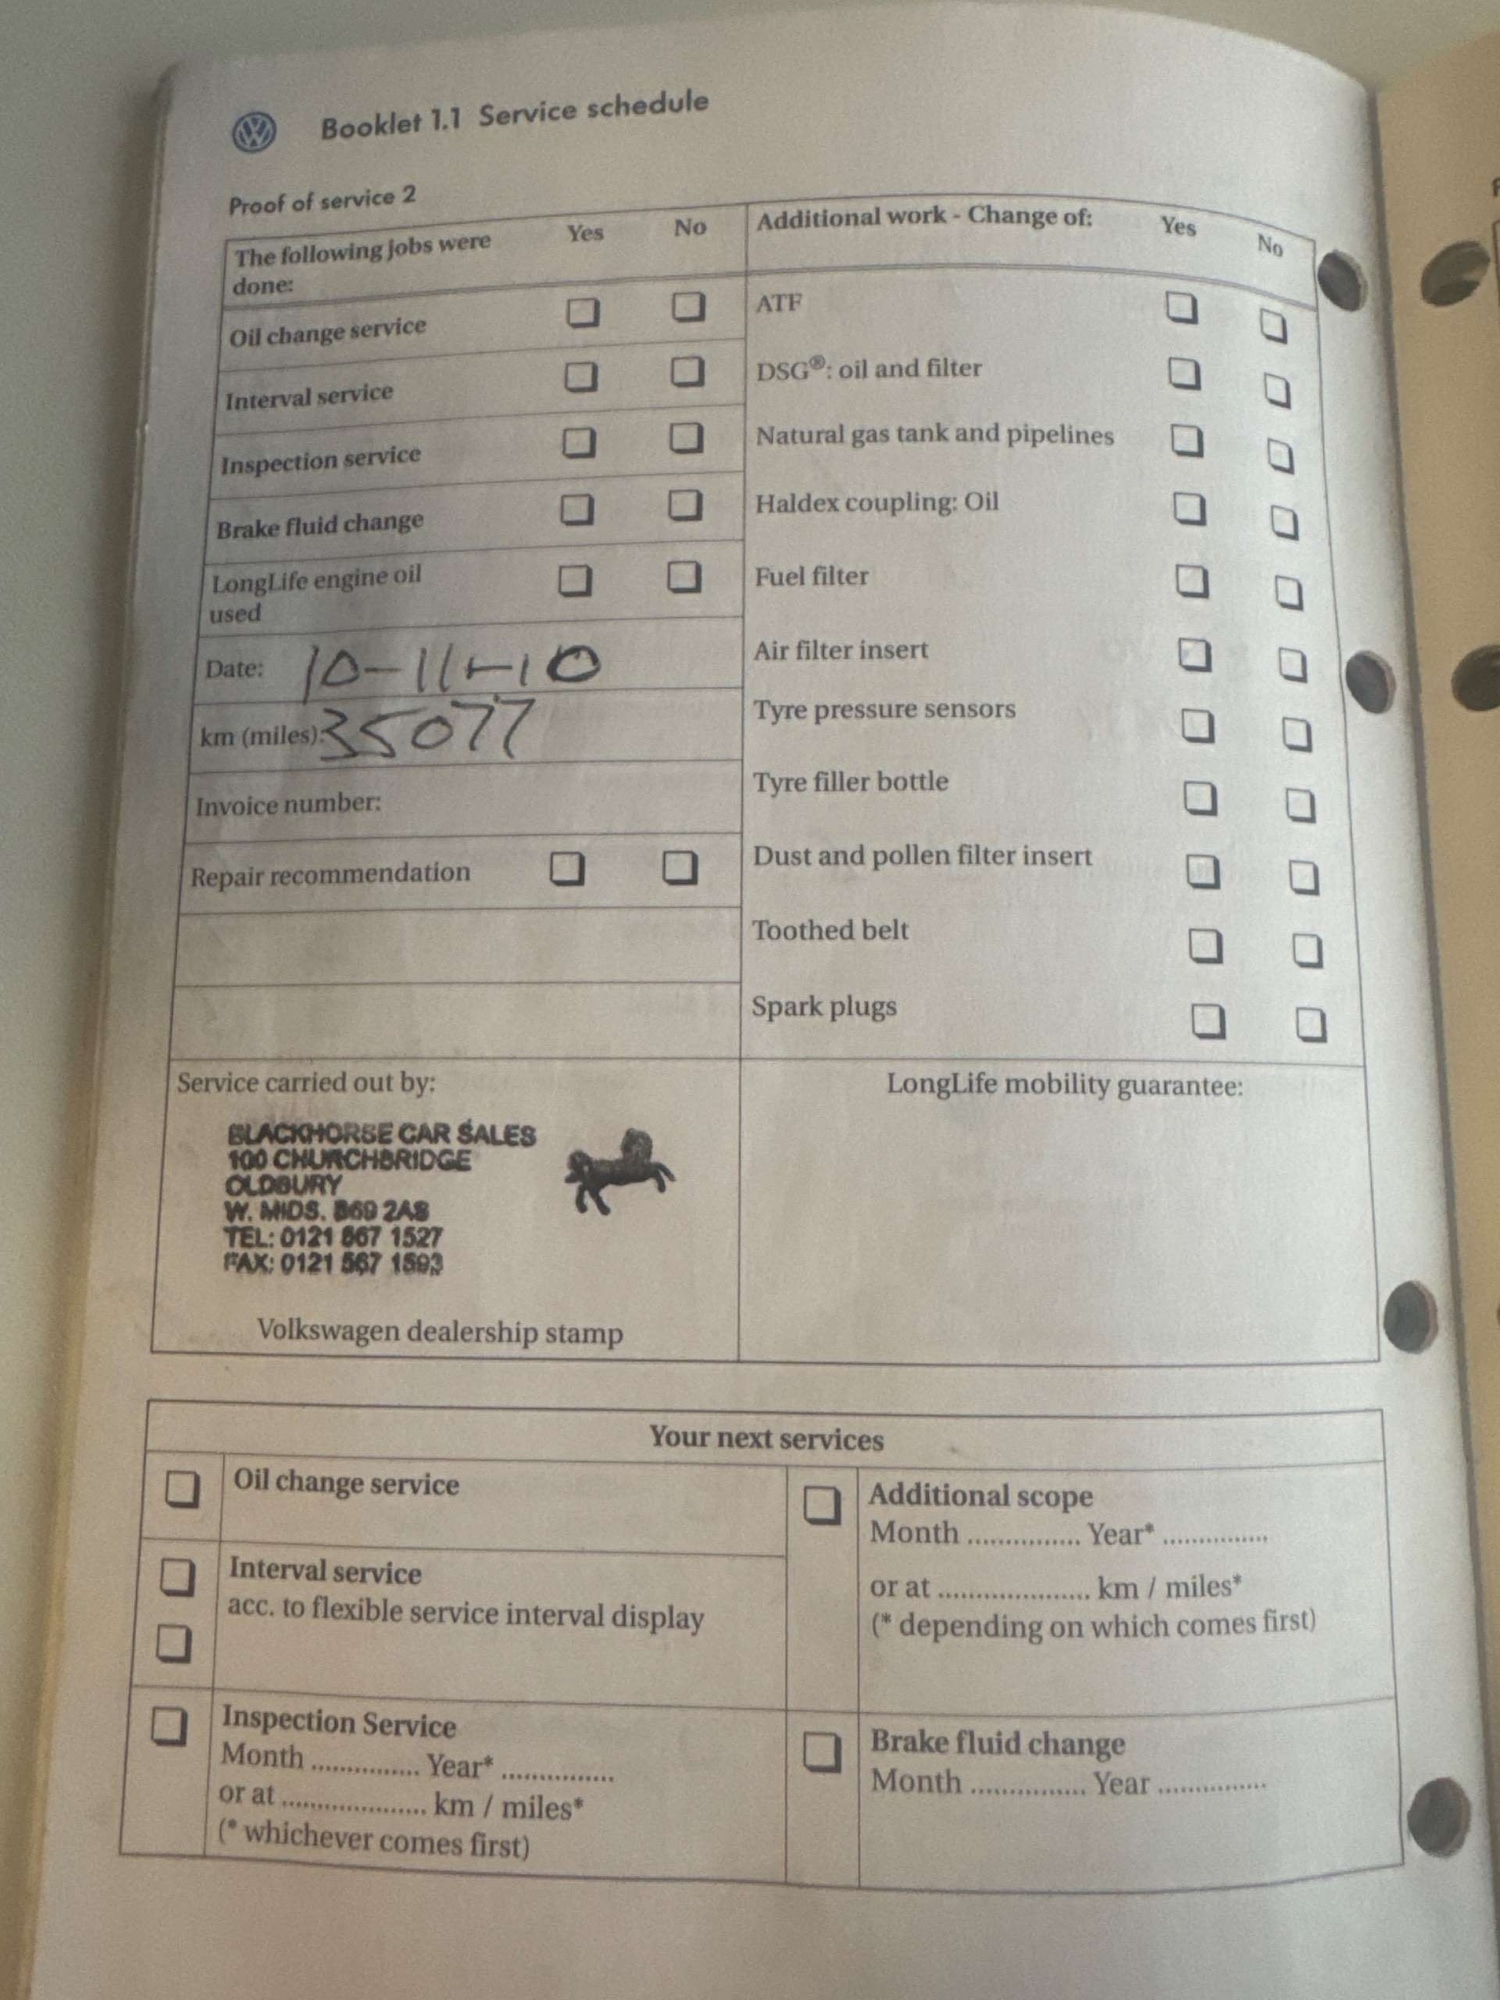 Booklet 1.1 Service schedule
Proof of service 2
The following jobs were
done:
Yes No
Oil change service
Interval service
Inspection service
Brake fluid change
LongLife engine oil
used
Date: 10-11-10
km (miles): 35077
Invoice number:
Repair recommendation
Additional work - Change of: Yes No
ATF
DSG®: oil and filter
Natural gas tank and pipelines
Haldex coupling: Oil
Fuel filter
Air filter insert
Tyre pressure sensors
Tyre filler bottle
Dust and pollen filter insert
Toothed belt
Spark plugs
Service carried out by:
BLACKHORSE CAR SALES
100 CHURCHBRIDGE
OLDBURY
W. MIDS. B69 2AS
TEL: 0121 1527
FAX: 0121 567
Volkswagen dealership stamp
LongLife mobility guarantee:
Your next services
Oil change service
Interval service
acc. to flexible service interval display
Inspection Service
Month .............. Year* ...............
or at ................... km / miles*
(* whichever comes first)
Additional scope
Month ............... Year* ..............
or at .................... km / miles*
(* depending on which comes first)
Brake fluid change
Month ............... Year ..............